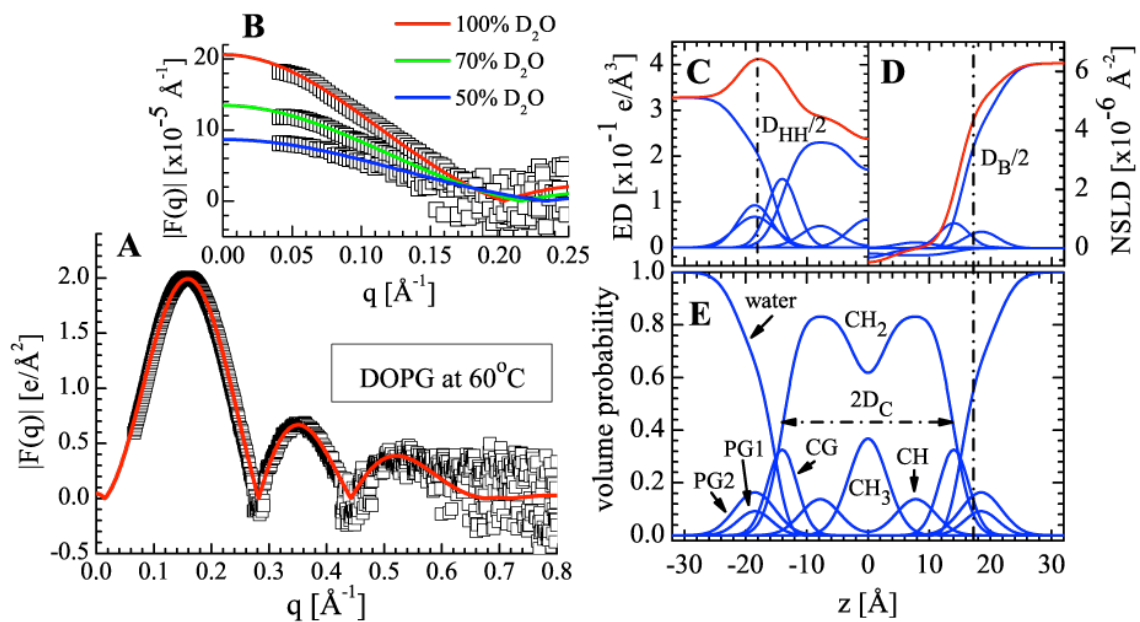 B
100% D2O
70% D2O
50% D2O
|F(q)| [x10^-5 Å^-1]
20
10
0
0.00 0.05 0.10 0.15 0.20 0.25
q [Å^-1]
A
|F(q)| [e/Å^2]
2.0
1.5
1.0
0.5
0.0
-0.5
DOPG at 60°C
0.0 0.1 0.2 0.3 0.4 0.5 0.6 0.7 0.8
q [Å^-1]
C
D
ED [x10^-1 e/Å^3]
4
3
2
1
0
D_HH/2
D_B/2
6
4
2
0
NSLD [x10^-6 Å^-2]
E
volume probability
1.0
0.8
0.6
0.4
0.2
0.0
water
CH2
2D_C
PG2
PG1
CG
CH3
CH
-30 -20 -10 0 10 20 30
z [Å]